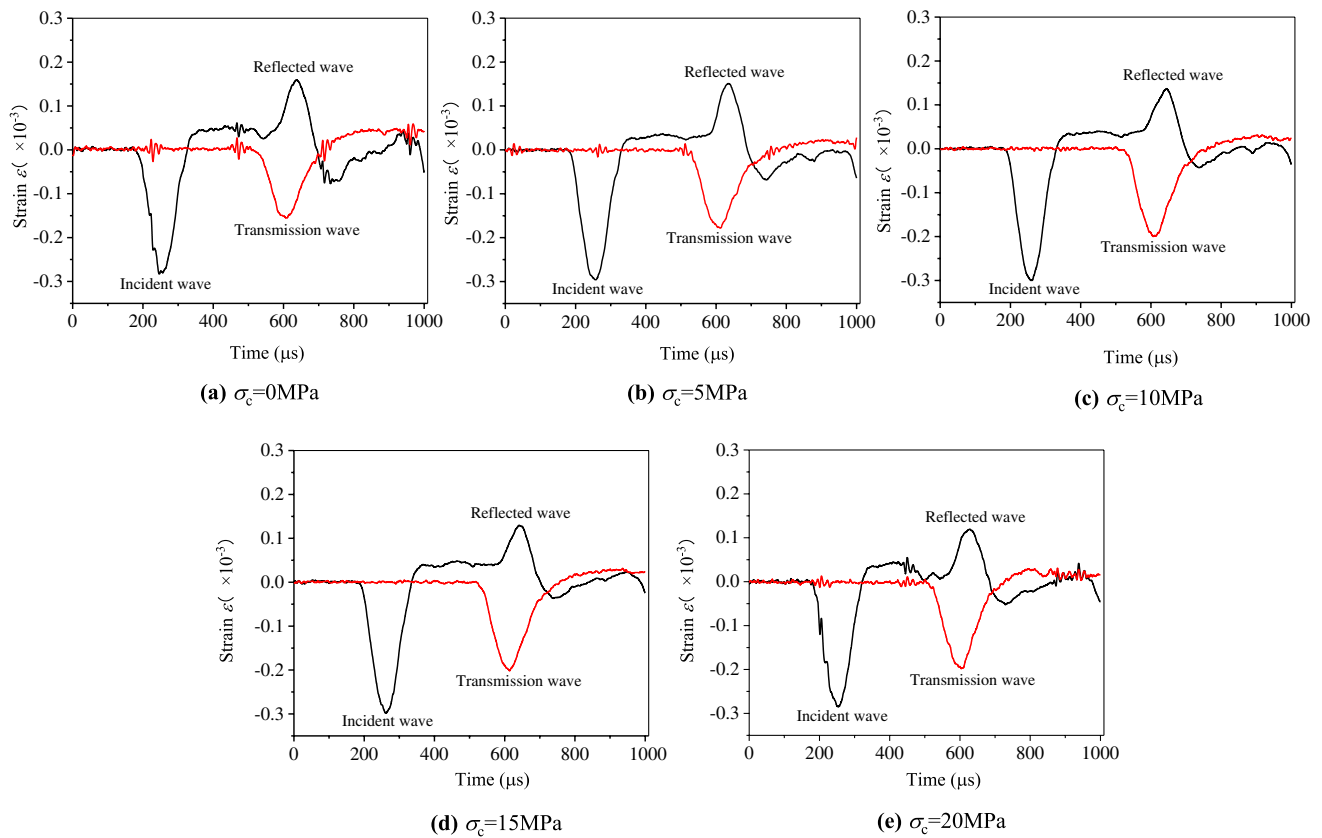 0.3
0.2
0.1
0.0
-0.1
-0.2
-0.3
Strain ε( ×10⁻³)
Reflected wave
Transmission wave
Incident wave
0 200 400 600 800 1000
Time (μs)
(a) σc=0MPa
0.3
0.2
0.1
0.0
-0.1
-0.2
-0.3
Strain ε( ×10⁻³)
Reflected wave
Transmission wave
Incident wave
0 200 400 600 800 1000
Time (μs)
(b) σc=5MPa
0.3
0.2
0.1
0.0
-0.1
-0.2
-0.3
Strain ε( ×10⁻³)
Reflected wave
Transmission wave
Incident wave
0 200 400 600 800 1000
Time (μs)
(c) σc=10MPa
0.3
0.2
0.1
0.0
-0.1
-0.2
-0.3
Strain ε( ×10⁻³)
Reflected wave
Transmission wave
Incident wave
0 200 400 600 800 1000
Time (μs)
(d) σc=15MPa
0.3
0.2
0.1
0.0
-0.1
-0.2
-0.3
Strain ε( ×10⁻³)
Reflected wave
Transmission wave
Incident wave
0 200 400 600 800 1000
Time (μs)
(e) σc=20MPa